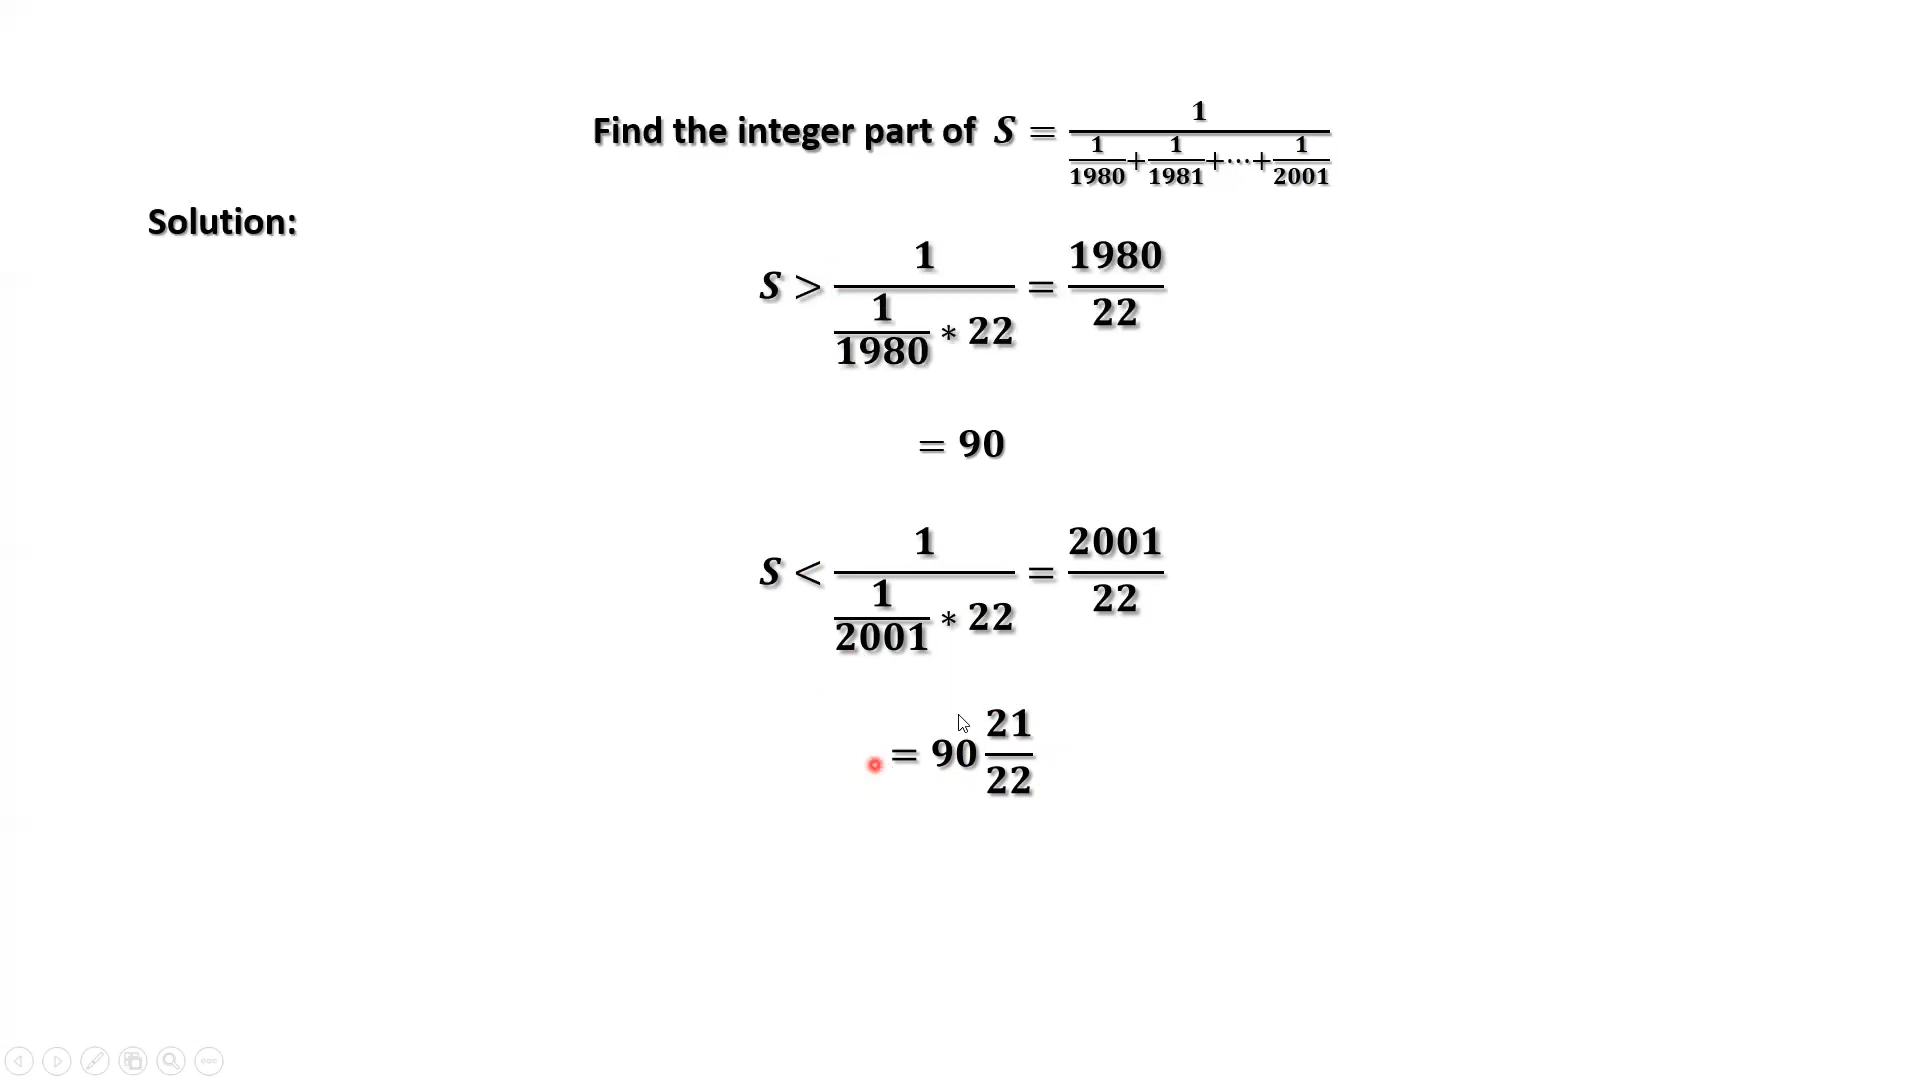 Find the integer part of S = 1 / (1/1980 + 1/1981 + ⋯ + 1/2001)
Solution:
S > 1 / (1/1980 * 22) = 1980/22
= 90
S < 1 / (1/2001 * 22) = 2001/22
= 90 21/22